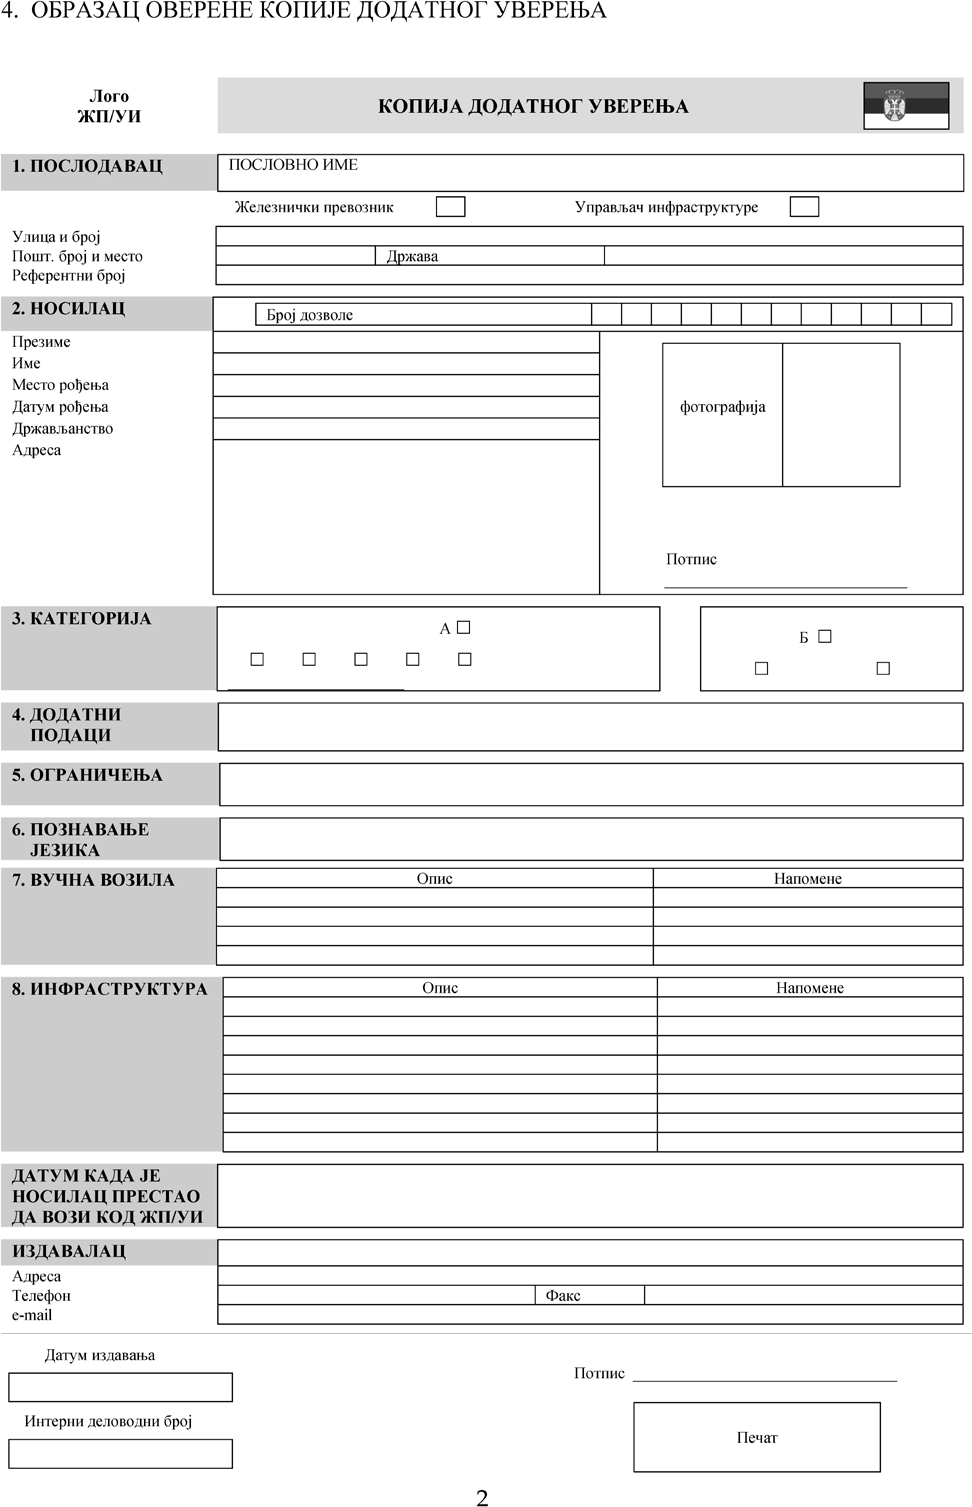 4. ОБРАЗАЦ ОВЕРЕНЕ КОПИЈЕ ДОДАТНОГ УВЕРЕЊА
Лого
ЖП/УИ
КОПИЈА ДОДАТНОГ УВЕРЕЊА
1. ПОСЛОДАВАЦ
ПОСЛОВНО ИМЕ
Железнички превозник
Управљач инфраструктуре
Улица и број
Пошт. број и место
Држава
Референтни број
2. НОСИЛАЦ
Број дозволе
Презиме
Име
Место рођења
Датум рођења
Држављанство
Адреса
фотографија
Потпис
3. КАТЕГОРИЈА
А
Б
4. ДОДАТНИ
ПОДАЦИ
5. ОГРАНИЧЕЊА
6. ПОЗНАВАЊЕ
ЈЕЗИКА
7. ВУЧНА ВОЗИЛА
Опис
Напомене
8. ИНФРАСТРУКТУРА
Опис
Напомене
ДАТУМ КАДА ЈЕ
НОСИЛАЦ ПРЕСТАО
ДА ВОЗИ КОД ЖП/УИ
ИЗДАВАЛАЦ
Адреса
Телефон
Факс
e-mail
Датум издавања
Потпис
Интерни деловодни број
Печат
2